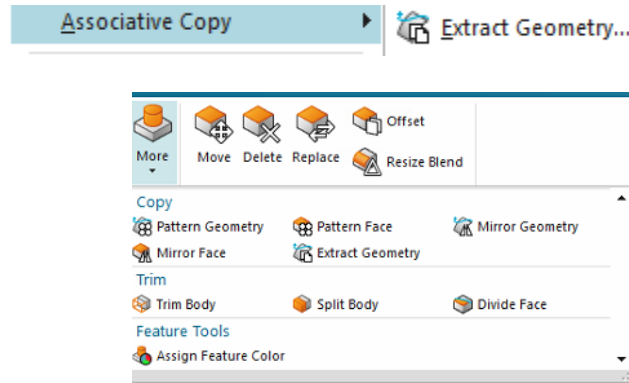 Associative Copy Extract Geometry...
More Move Delete Replace Offset
Resize Blend
Copy
Pattern Geometry Pattern Face Mirror Geometry
Mirror Face Extract Geometry
Trim
Trim Body Split Body Divide Face
Feature Tools
Assign Feature Color